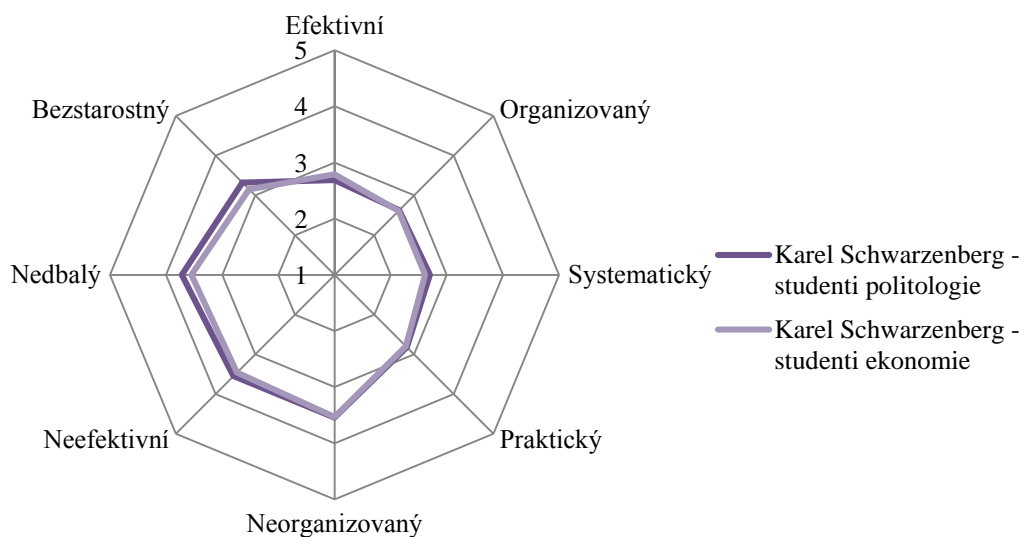 Efektivní
5
Bezstarostný
Organizovaný
4
3
2
Nedbalý
1
Systematický
Karel Schwarzenberg -
studenti politologie
Karel Schwarzenberg -
studenti ekonomie
Neefektivní
Praktický
Neorganizovaný